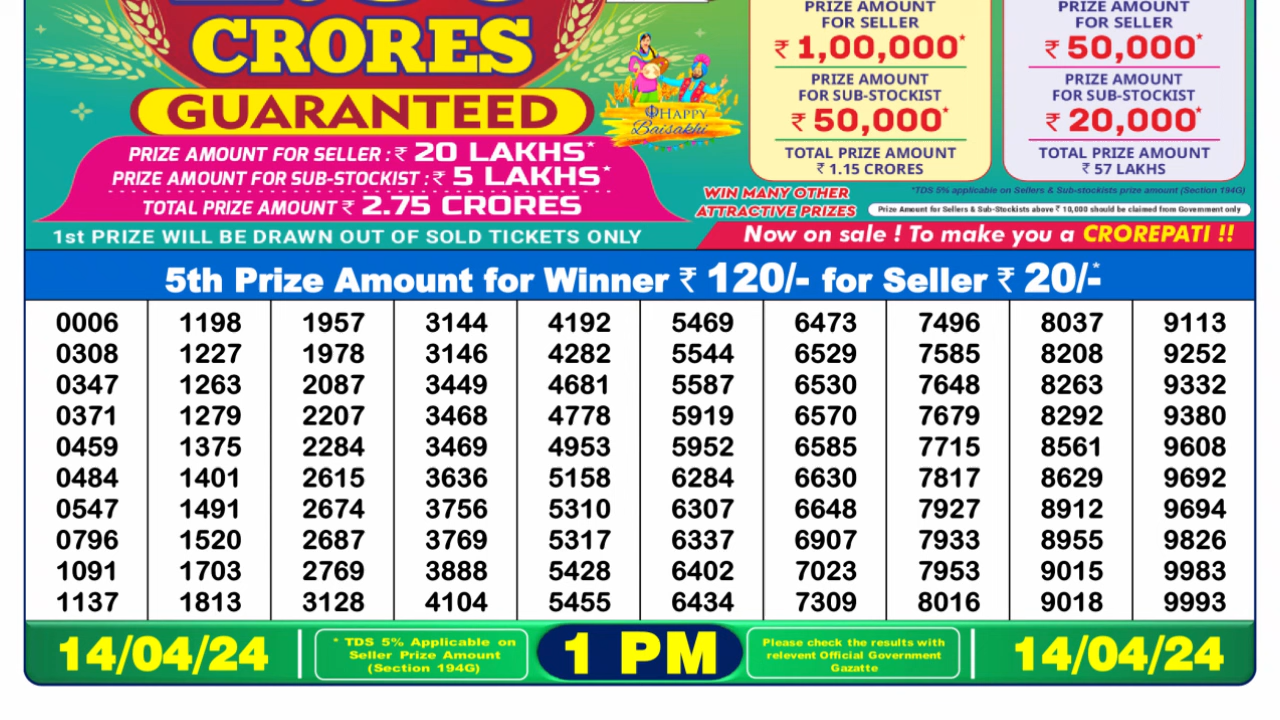 CRORES
GUARANTEED
PRIZE AMOUNT FOR SELLER : ₹ 20 LAKHS*
PRIZE AMOUNT FOR SUB-STOCKIST : ₹ 5 LAKHS*
TOTAL PRIZE AMOUNT ₹ 2.75 CRORES
1st PRIZE WILL BE DRAWN OUT OF SOLD TICKETS ONLY
HAPPY
Baisakhi
PRIZE AMOUNT
FOR SELLER
₹ 1,00,000*
PRIZE AMOUNT
FOR SUB-STOCKIST
₹ 50,000*
TOTAL PRIZE AMOUNT
₹ 1.15 CRORES
PRIZE AMOUNT
FOR SELLER
₹ 50,000*
PRIZE AMOUNT
FOR SUB-STOCKIST
₹ 20,000*
TOTAL PRIZE AMOUNT
₹ 57 LAKHS
WIN MANY OTHER
ATTRACTIVE PRIZES
*TDS 5% applicable on Sellers & Sub-stockists prize amount (Section 194G)
Prize Amount for Sellers & Sub-Stockists above ₹ 10,000 should be claimed from Government only
Now on sale ! To make you a CROREPATI !!
5th Prize Amount for Winner ₹ 120/- for Seller ₹ 20/-*
0006 1198 1957 3144 4192 5469 6473 7496 8037 9113
0308 1227 1978 3146 4282 5544 6529 7585 8208 9252
0347 1263 2087 3449 4681 5587 6530 7648 8263 9332
0371 1279 2207 3468 4778 5919 6570 7679 8292 9380
0459 1375 2284 3469 4953 5952 6585 7715 8561 9608
0484 1401 2615 3636 5158 6284 6630 7817 8629 9692
0547 1491 2674 3756 5310 6307 6648 7927 8912 9694
0796 1520 2687 3769 5317 6337 6907 7933 8955 9826
1091 1703 2769 3888 5428 6402 7023 7953 9015 9983
1137 1813 3128 4104 5455 6434 7309 8016 9018 9993
14/04/24
* TDS 5% Applicable on
Seller Prize Amount
(Section 194G)
1 PM
Please check the results with
relevent Official Government
Gazatte
14/04/24